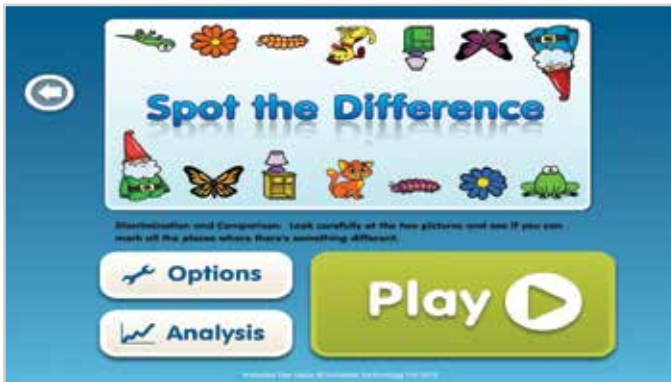 Spot the Difference
Discrimination and Comparison: Look carefully at the two pictures and see if you can
mark all the places where there's something different.
Options
Play
Analysis